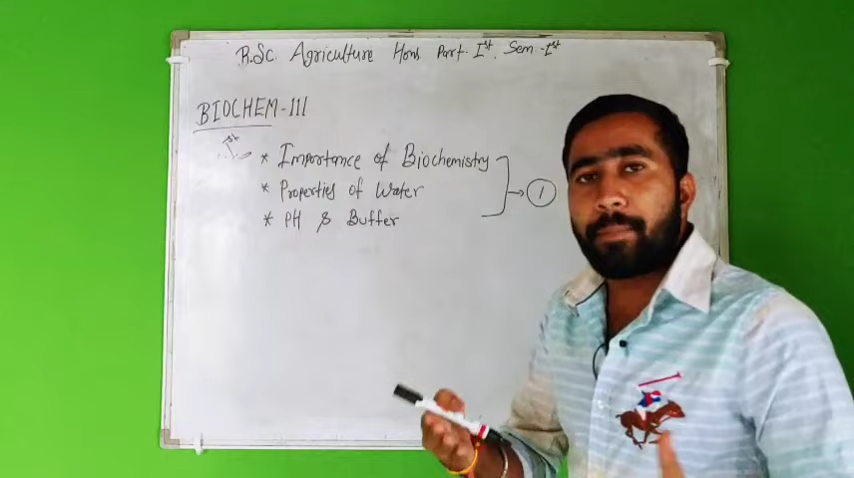 B.Sc. Agriculture Hons. Part-Ist. Sem-Ist
BIOCHEM-111
* Importance of Biochemistry
* Properties of Water
* PH & Buffer
1